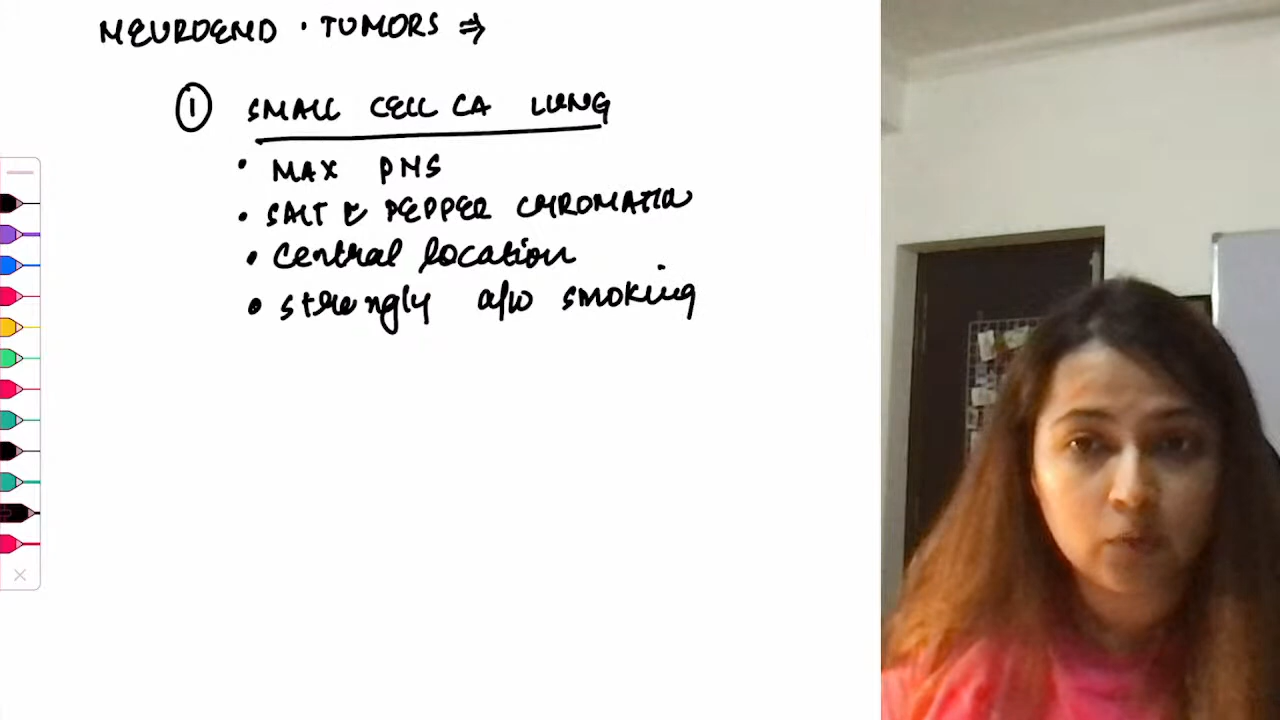 NEUROEND. TUMORS ⇒
① SMALL CELL CA LUNG
• MAX PNS
• SALT & PEPPER CHROMATIN
• Central location
• strongly a/w smoking